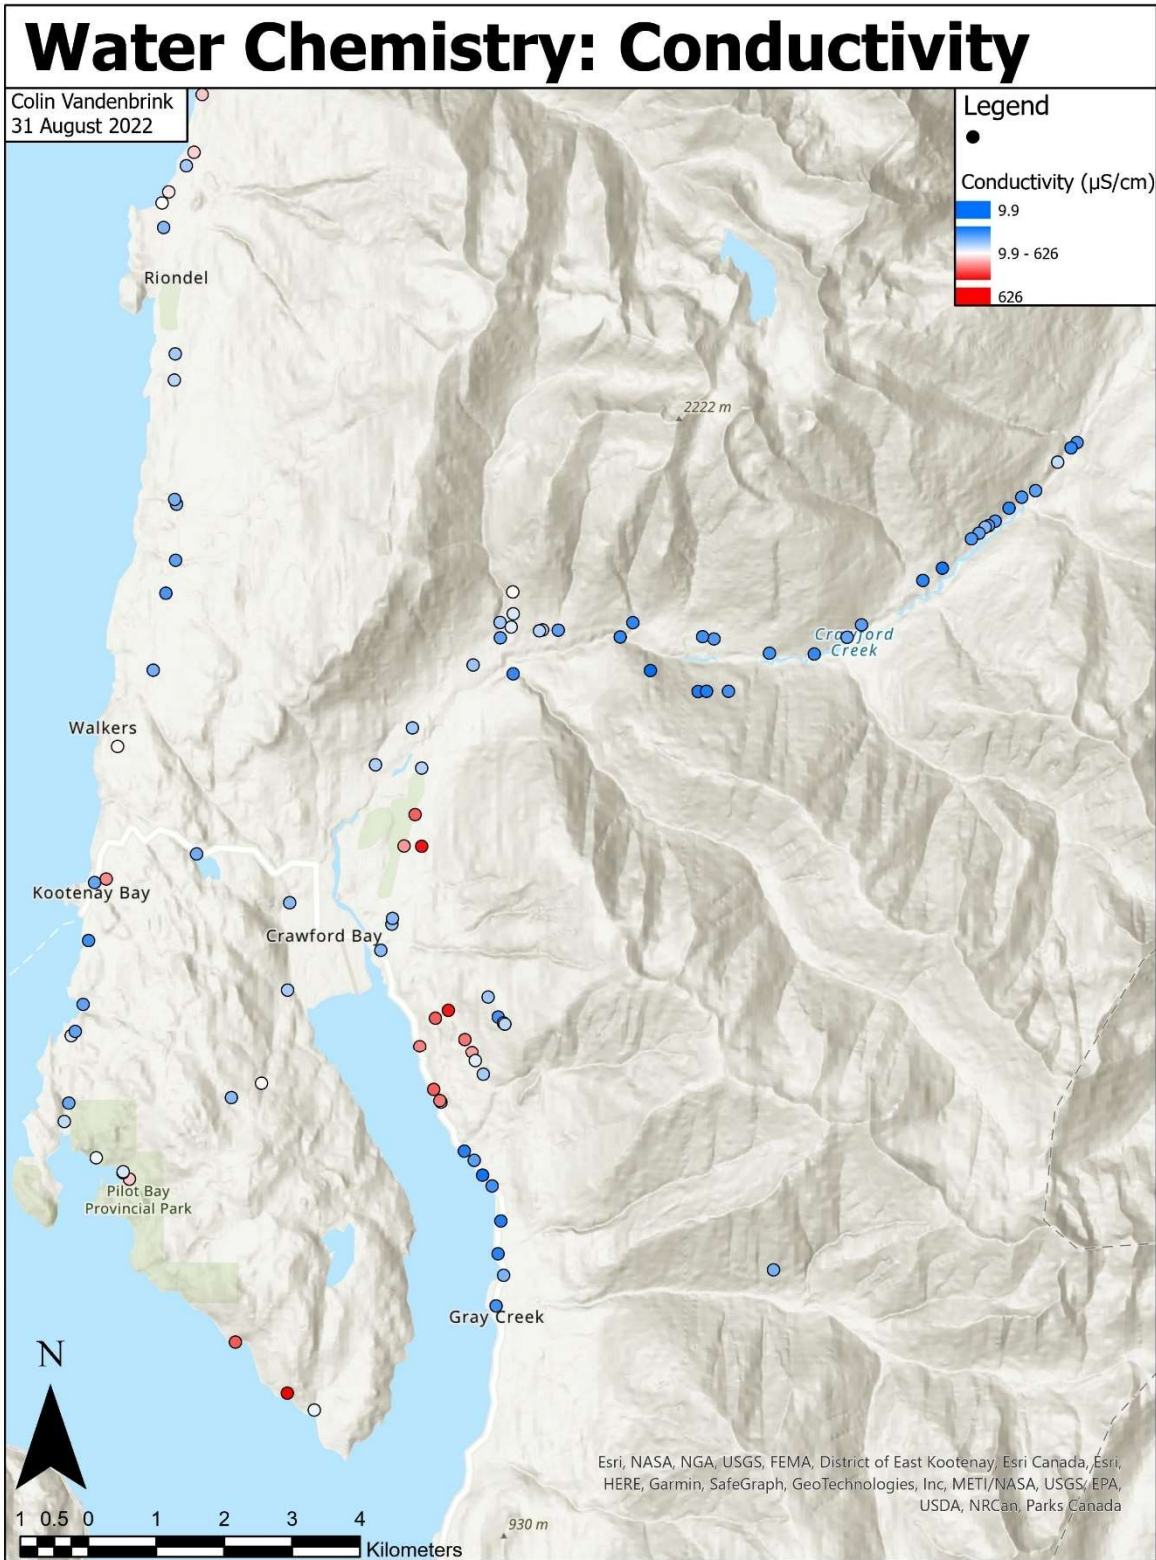 Water Chemistry: Conductivity
Colin Vandenbrink
31 August 2022
Legend
Conductivity (µS/cm)
9.9
9.9 - 626
626
Riondel
2222 m
Crawford
Creek
Walkers
Kootenay Bay
Crawford Bay
Pilot Bay
Provincial Park
Gray Creek
N
Esri, NASA, NGA, USGS, FEMA, District of East Kootenay, Esri Canada, Esri,
HERE, Garmin, SafeGraph, GeoTechnologies, Inc, METI/NASA, USGS, EPA,
USDA, NRCan, Parks Canada
930 m
1 0.5 0 1 2 3 4
Kilometers